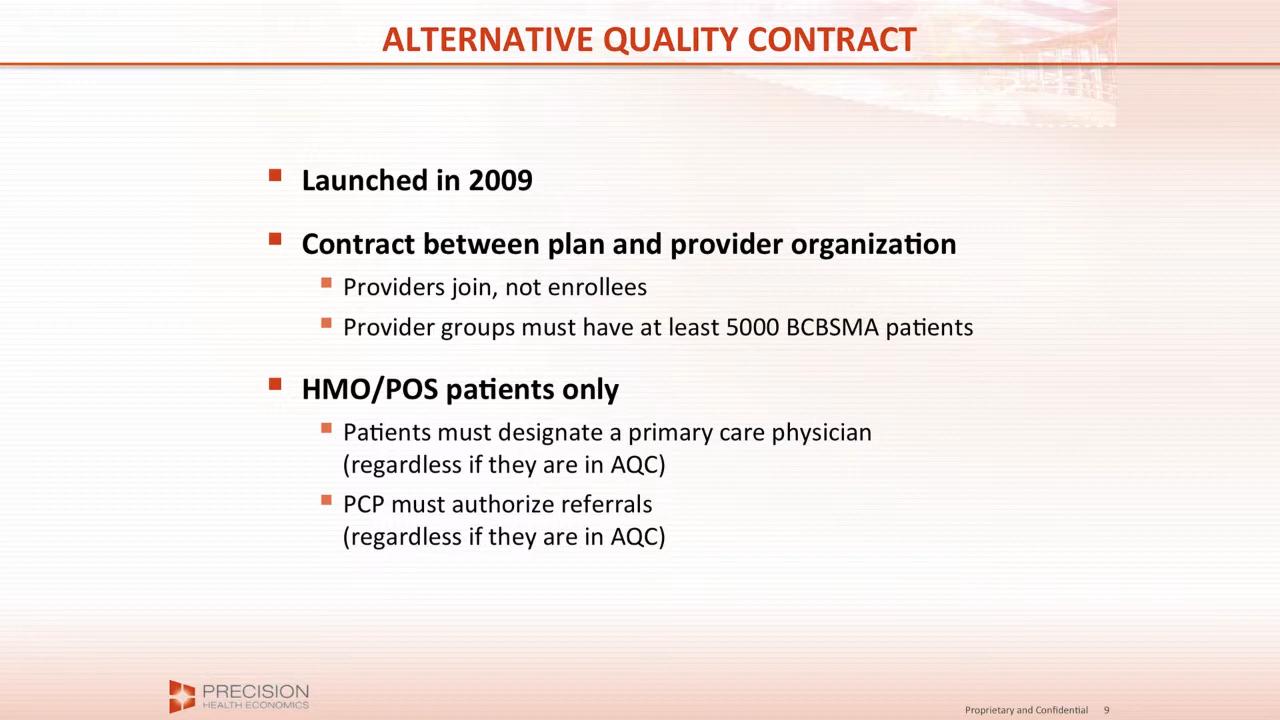 ALTERNATIVE QUALITY CONTRACT
Launched in 2009
Contract between plan and provider organization
Providers join, not enrollees
Provider groups must have at least 5000 BCBSMA patients
HMO/POS patients only
Patients must designate a primary care physician
(regardless if they are in AQC)
PCP must authorize referrals
(regardless if they are in AQC)
PRECISION
HEALTH ECONOMICS
Proprietary and Confidential 9